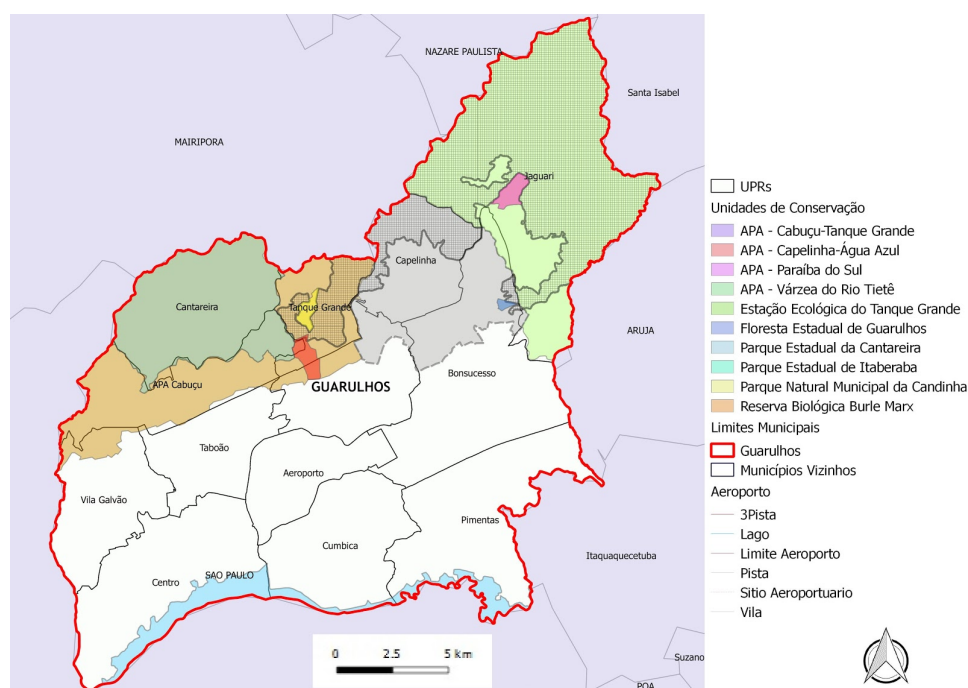 NAZARE PAULISTA
Santa Isabel
MAIRIPORA
Jaguari
Capelinha
Cantareira
Tanque Grande
ARUJA
APA Cabuçu
GUARULHOS
Bonsucesso
Taboão
Aeroporto
Vila Galvão
Pimentas
Cumbica
Itaquaquecetuba
Centro
SAO PAULO
0 2.5 5 km
Suzano
POA
UPRs
Unidades de Conservação
APA - Cabuçu-Tanque Grande
APA - Capelinha-Água Azul
APA - Paraíba do Sul
APA - Várzea do Rio Tietê
Estação Ecológica do Tanque Grande
Floresta Estadual de Guarulhos
Parque Estadual da Cantareira
Parque Estadual de Itaberaba
Parque Natural Municipal da Candinha
Reserva Biológica Burle Marx
Limites Municipais
Guarulhos
Municípios Vizinhos
Aeroporto
3Pista
Lago
Limite Aeroporto
Pista
Sitio Aeroportuario
Vila